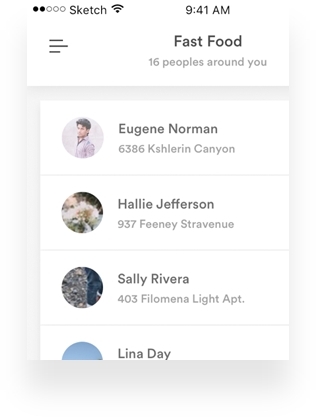 Sketch 9:41 AM
Fast Food
16 peoples around you
Eugene Norman
6386 Kshlerin Canyon
Hallie Jefferson
937 Feeney Stravenue
Sally Rivera
403 Filomena Light Apt.
Lina Day